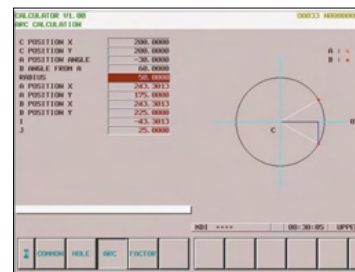 CALCULATOR V1.00
ARC CALCULATION
C POSITION X 200.0000
C POSITION Y 200.0000
A POSITION ANGLE -30.0000
B ANGLE FROM A 60.0000
RADIUS 50.0000
A POSITION X 243.3013
A POSITION Y 175.0000
B POSITION X 243.3013
B POSITION Y 225.0000
I -43.3013
J 25.0000
A :
B :
C
MDI ****
00:30:05
COMMON HOLE ARC FACTOR